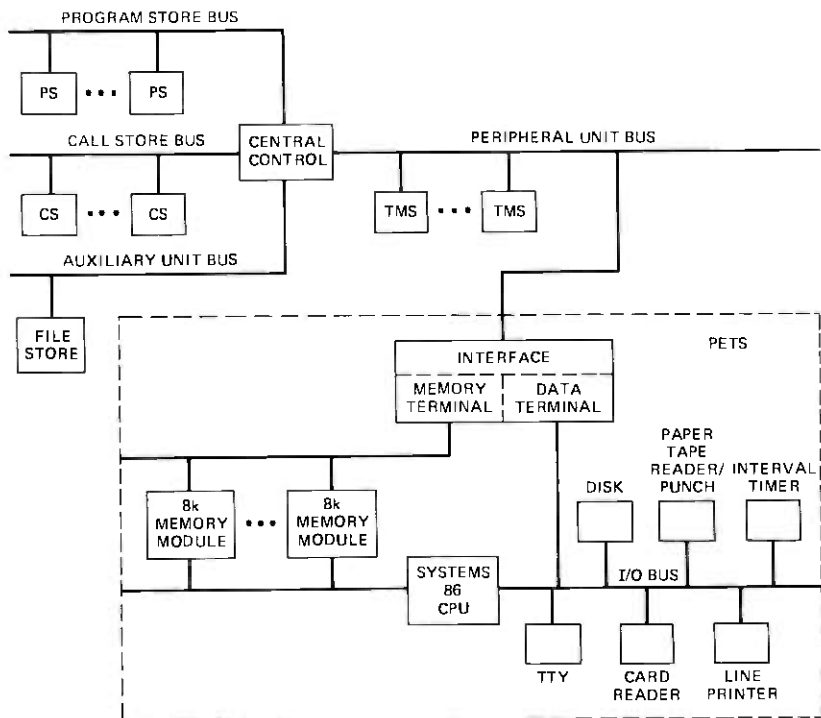 PROGRAM STORE BUS
PS ••• PS
CALL STORE BUS
CENTRAL
CONTROL
PERIPHERAL UNIT BUS
CS ••• CS
TMS ••• TMS
AUXILIARY UNIT BUS
FILE
STORE
PETS
INTERFACE
MEMORY
TERMINAL
DATA
TERMINAL
8k
MEMORY
MODULE
•••
8k
MEMORY
MODULE
DISK
PAPER
TAPE
READER/
PUNCH
INTERVAL
TIMER
SYSTEMS
86
CPU
I/O BUS
TTY
CARD
READER
LINE
PRINTER